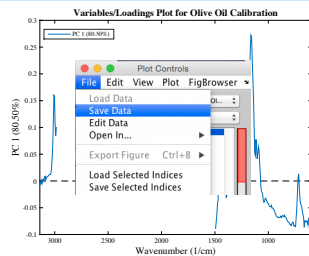 Variables/Loadings Plot for Olive Oil Calibration
0.3
PC 1 (80.50%)
0.25
0.2
0.15
0.1
0.05
0
-0.05
-0.1
PC 1 (80,50%)
Plot Controls
File Edit View Plot FigBrowser
Load Data
Save Data
Edit Data
Open In...
Export Figure Ctrl+B
Load Selected Indices
Save Selected Indices
3000 2500 2000 1500 1000
Wavenumber (1/cm)